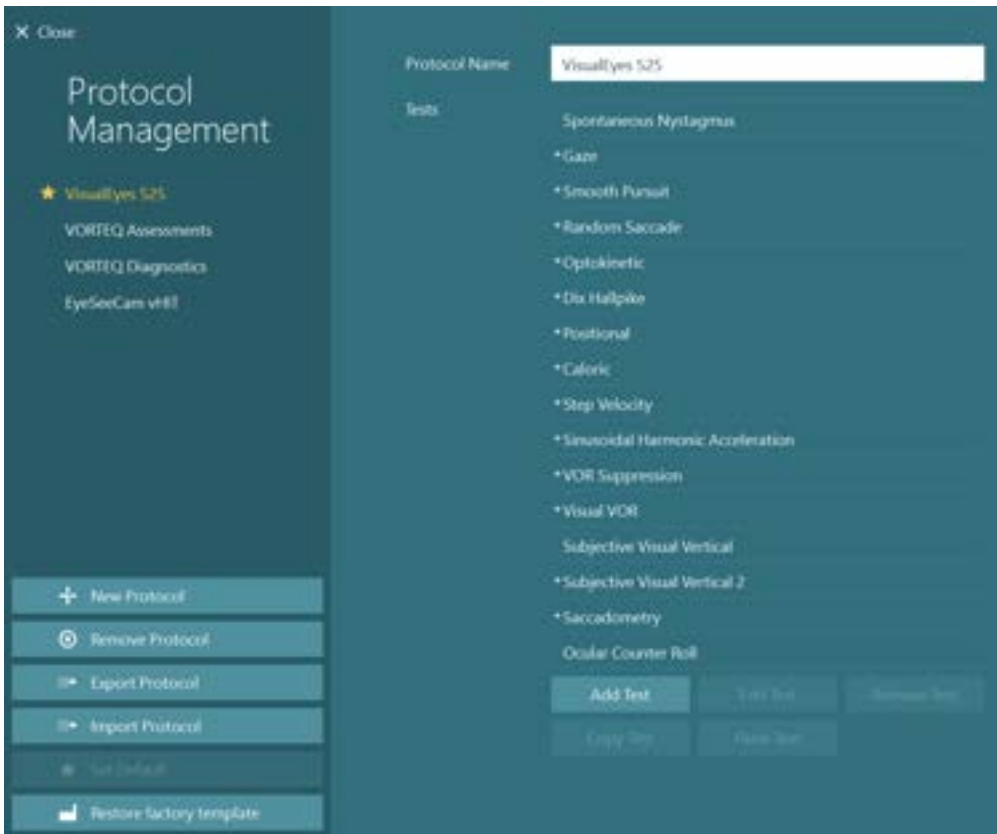 Close
Protocol
Management
VisualEyes 525
VORTEQ Assessments
VORTEQ Diagnostics
EyeSeeCam vHIT
New Protocol
Remove Protocol
Export Protocol
Import Protocol
Set Default
Restore factory template
Protocol Name
VisualEyes 525
Tests
Spontaneous Nystagmus
+Gaze
+Smooth Pursuit
+Random Saccade
+Optokinetic
+Dix Hallpike
+Positional
+Caloric
+Step Velocity
+Sinusoidal Harmonic Acceleration
+VOR Suppression
+Visual VOR
Subjective Visual Vertical
+Subjective Visual Vertical 2
+Saccadometry
Ocular Counter Roll
Add Test
Edit Test
Remove Test
Copy Test
Paste Test